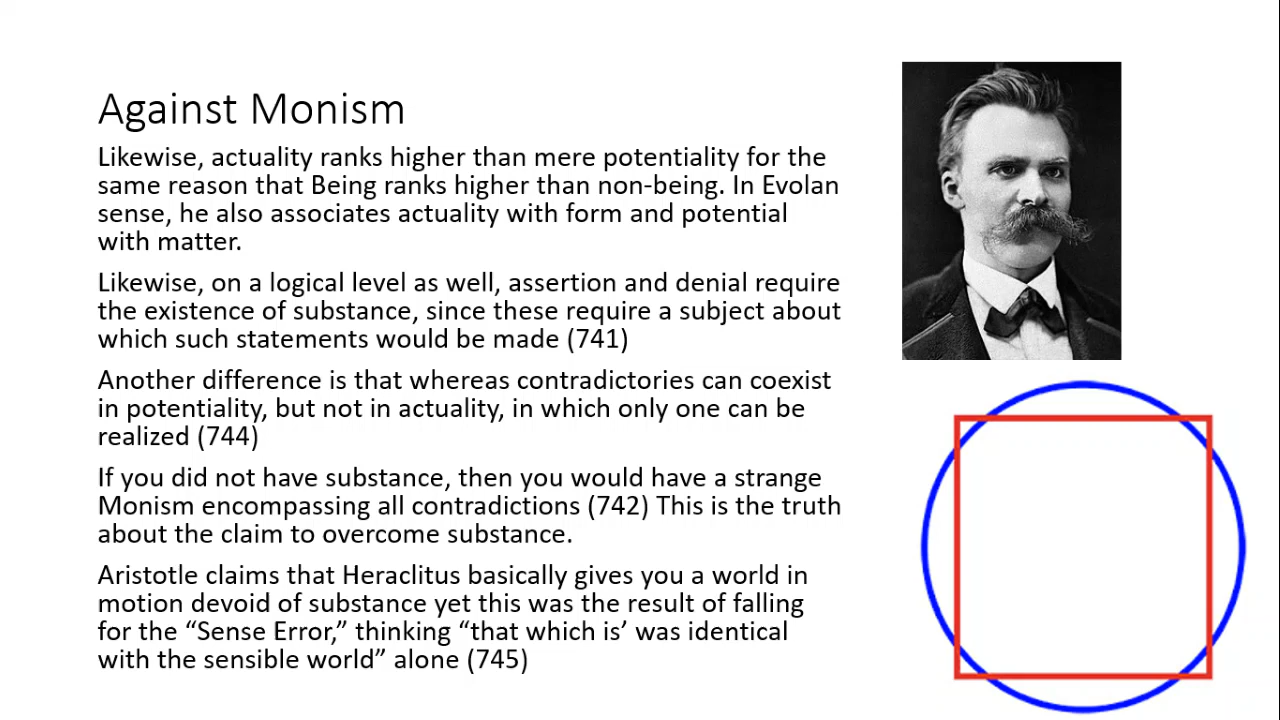 Against Monism
Likewise, actuality ranks higher than mere potentiality for the
same reason that Being ranks higher than non-being. In Evolan
sense, he also associates actuality with form and potential
with matter.
Likewise, on a logical level as well, assertion and denial require
the existence of substance, since these require a subject about
which such statements would be made (741)
Another difference is that whereas contradictories can coexist
in potentiality, but not in actuality, in which only one can be
realized (744)
If you did not have substance, then you would have a strange
Monism encompassing all contradictions (742) This is the truth
about the claim to overcome substance.
Aristotle claims that Heraclitus basically gives you a world in
motion devoid of substance yet this was the result of falling
for the “Sense Error,” thinking “that which is’ was identical
with the sensible world” alone (745)